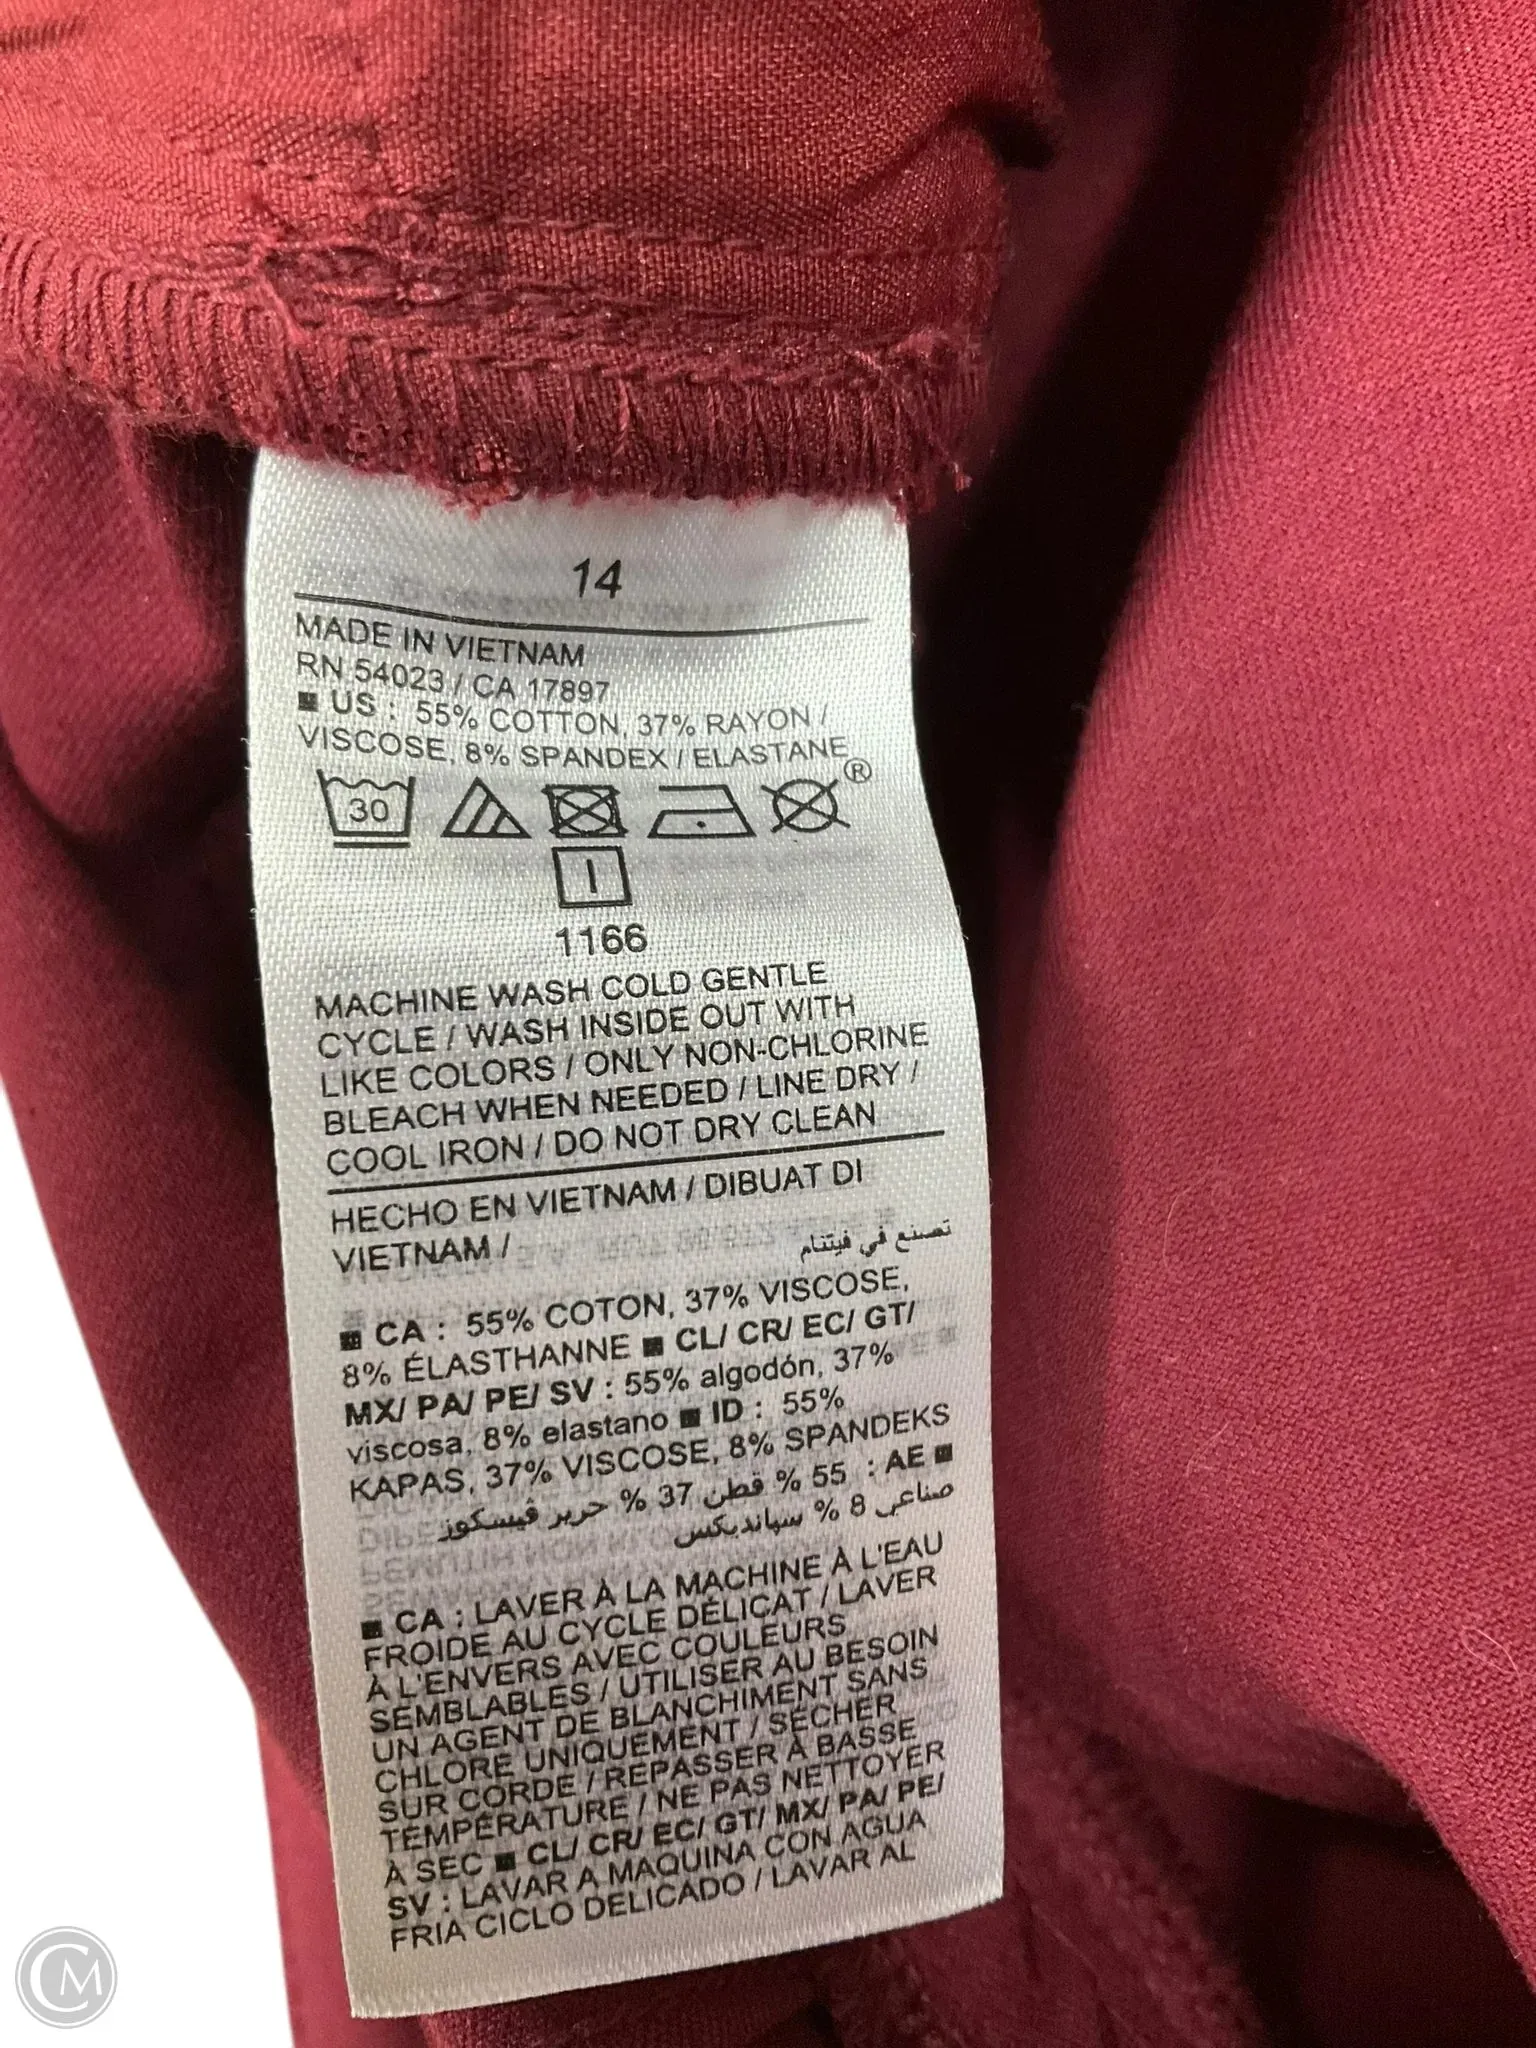 14
MADE IN VIETNAM
RN 54023 / CA 17897
■ US : 55% COTTON, 37% RAYON /
VISCOSE, 8% SPANDEX / ELASTANE
®
30
1166
MACHINE WASH COLD GENTLE
CYCLE / WASH INSIDE OUT WITH
LIKE COLORS / ONLY NON-CHLORINE
BLEACH WHEN NEEDED / LINE DRY /
COOL IRON / DO NOT DRY CLEAN
HECHO EN VIETNAM / DIBUAT DI
VIETNAM / تصنع في فيتنام
■ CA : 55% COTON, 37% VISCOSE,
8% ÉLASTHANNE ■ CL/ CR/ EC/ GT/
MX/ PA/ PE/ SV : 55% algodón, 37%
viscosa, 8% elastano ■ ID : 55%
KAPAS, 37% VISCOSE, 8% SPANDEKS
■ AE : 55 % قطن 37 % حرير فيسكوز
صناعي 8 % سباندیكس
■ CA : LAVER À LA MACHINE À L'EAU
FROIDE AU CYCLE DÉLICAT / LAVER
À L'ENVERS AVEC COULEURS
SEMBLABLES / UTILISER AU BESOIN
UN AGENT DE BLANCHIMENT SANS
CHLORE UNIQUEMENT / SÉCHER
SUR CORDE / REPASSER À BASSE
TEMPÉRATURE / NE PAS NETTOYER
À SEC ■ CL/ CR/ EC/ GT/ MX/ PA/ PE/
SV : LAVAR A MAQUINA CON AGUA
FRIA CICLO DELICADO / LAVAR AL
CM